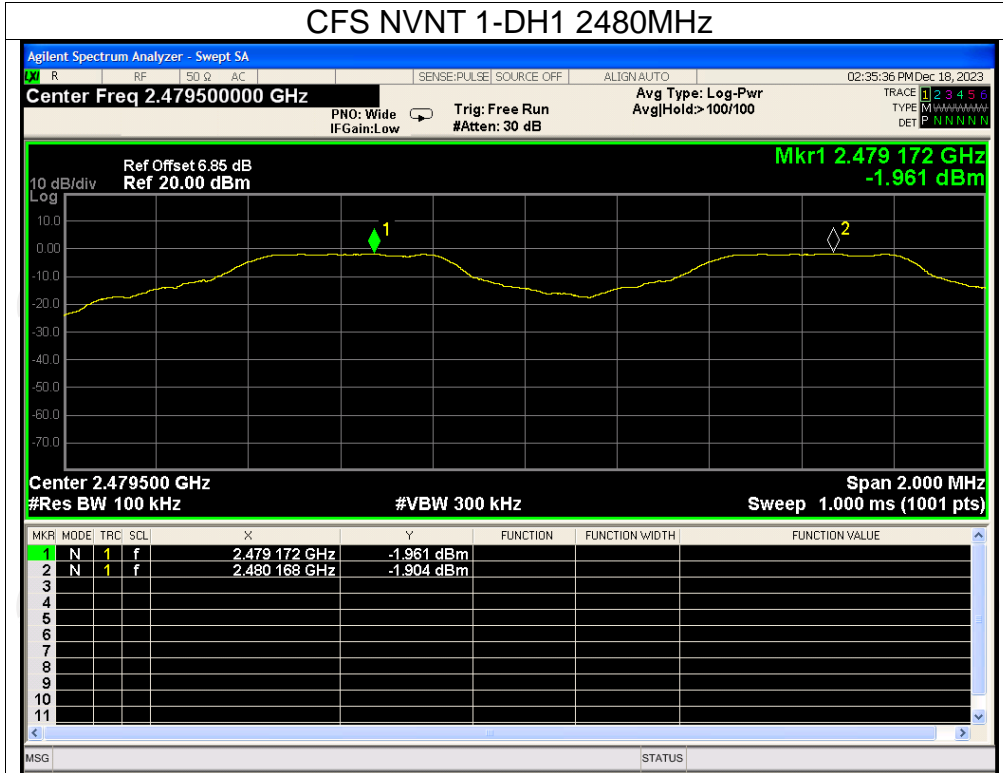 CFS NVNT 1-DH1 2480MHz
Agilent Spectrum Analyzer - Swept SA
LXI R RF 50 Ω AC SENSE:PULSE SOURCE OFF ALIGN AUTO 02:35:36 PM Dec 18, 2023
Center Freq 2.479500000 GHz
PNO: Wide
IFGain:Low
Trig: Free Run
#Atten: 30 dB
Avg Type: Log-Pwr
Avg|Hold:>100/100
TRACE 1 2 3 4 5 6
TYPE M WWWWW
DET P N N N N N
Mkr1 2.479 172 GHz
-1.961 dBm
Ref Offset 6.85 dB
10 dB/div Ref 20.00 dBm
Log
10.0
0.00
-10.0
-20.0
-30.0
-40.0
-50.0
-60.0
-70.0
1
2
Center 2.479500 GHz Span 2.000 MHz
#Res BW 100 kHz #VBW 300 kHz Sweep 1.000 ms (1001 pts)
MKR MODE TRC SCL X Y FUNCTION FUNCTION WIDTH FUNCTION VALUE
1 N 1 f 2.479 172 GHz -1.961 dBm
2 N 1 f 2.480 168 GHz -1.904 dBm
3
4
5
6
7
8
9
10
11
MSG STATUS